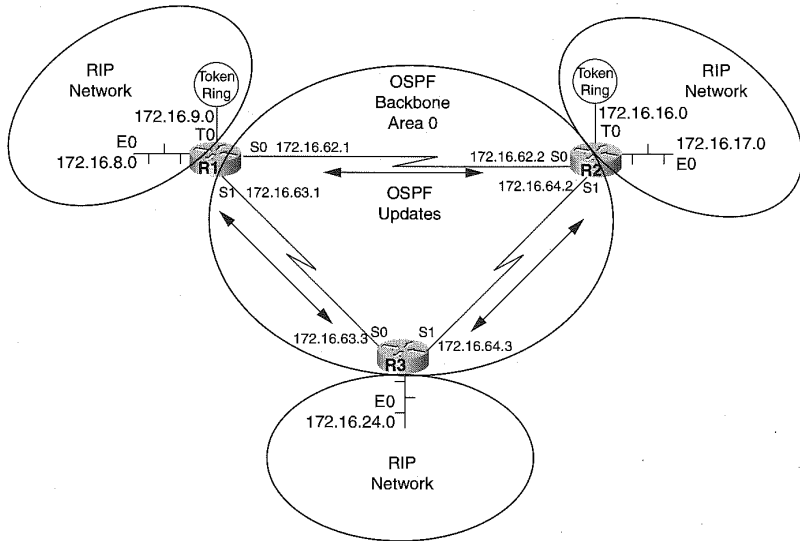 RIP
Network
Token
Ring
172.16.9.0
T0
E0
172.16.8.0
R1
OSPF
Backbone
Area 0
S0 172.16.62.1
172.16.62.2 S0
S1 172.16.63.1
OSPF
Updates
172.16.64.2 S1
Token
Ring
RIP
Network
172.16.16.0
T0
172.16.17.0
E0
R2
172.16.63.3 S0
S1
172.16.64.3
R3
E0
172.16.24.0
RIP
Network